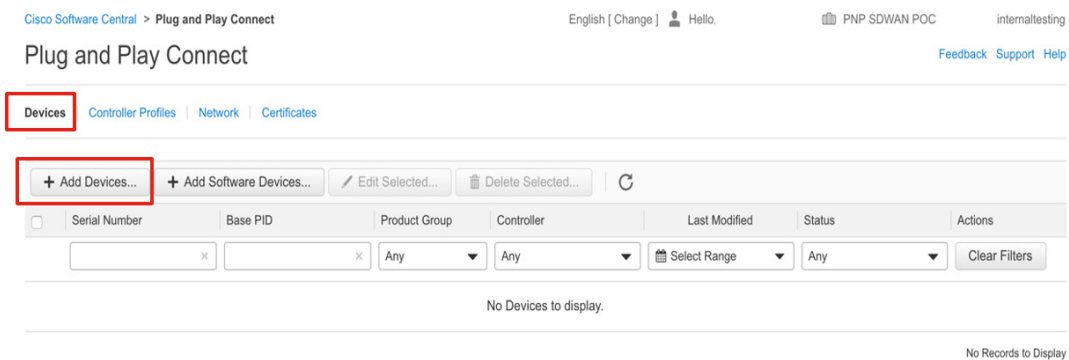 Cisco Software Central > Plug and Play Connect English [ Change ] Hello, PNP SDWAN POC internaltesting
Plug and Play Connect Feedback Support Help
Devices Controller Profiles Network Certificates
+ Add Devices... + Add Software Devices... Edit Selected... Delete Selected...
Serial Number Base PID Product Group Controller Last Modified Status Actions
× × Any Any Select Range Any Clear Filters
No Devices to display.
No Records to Display